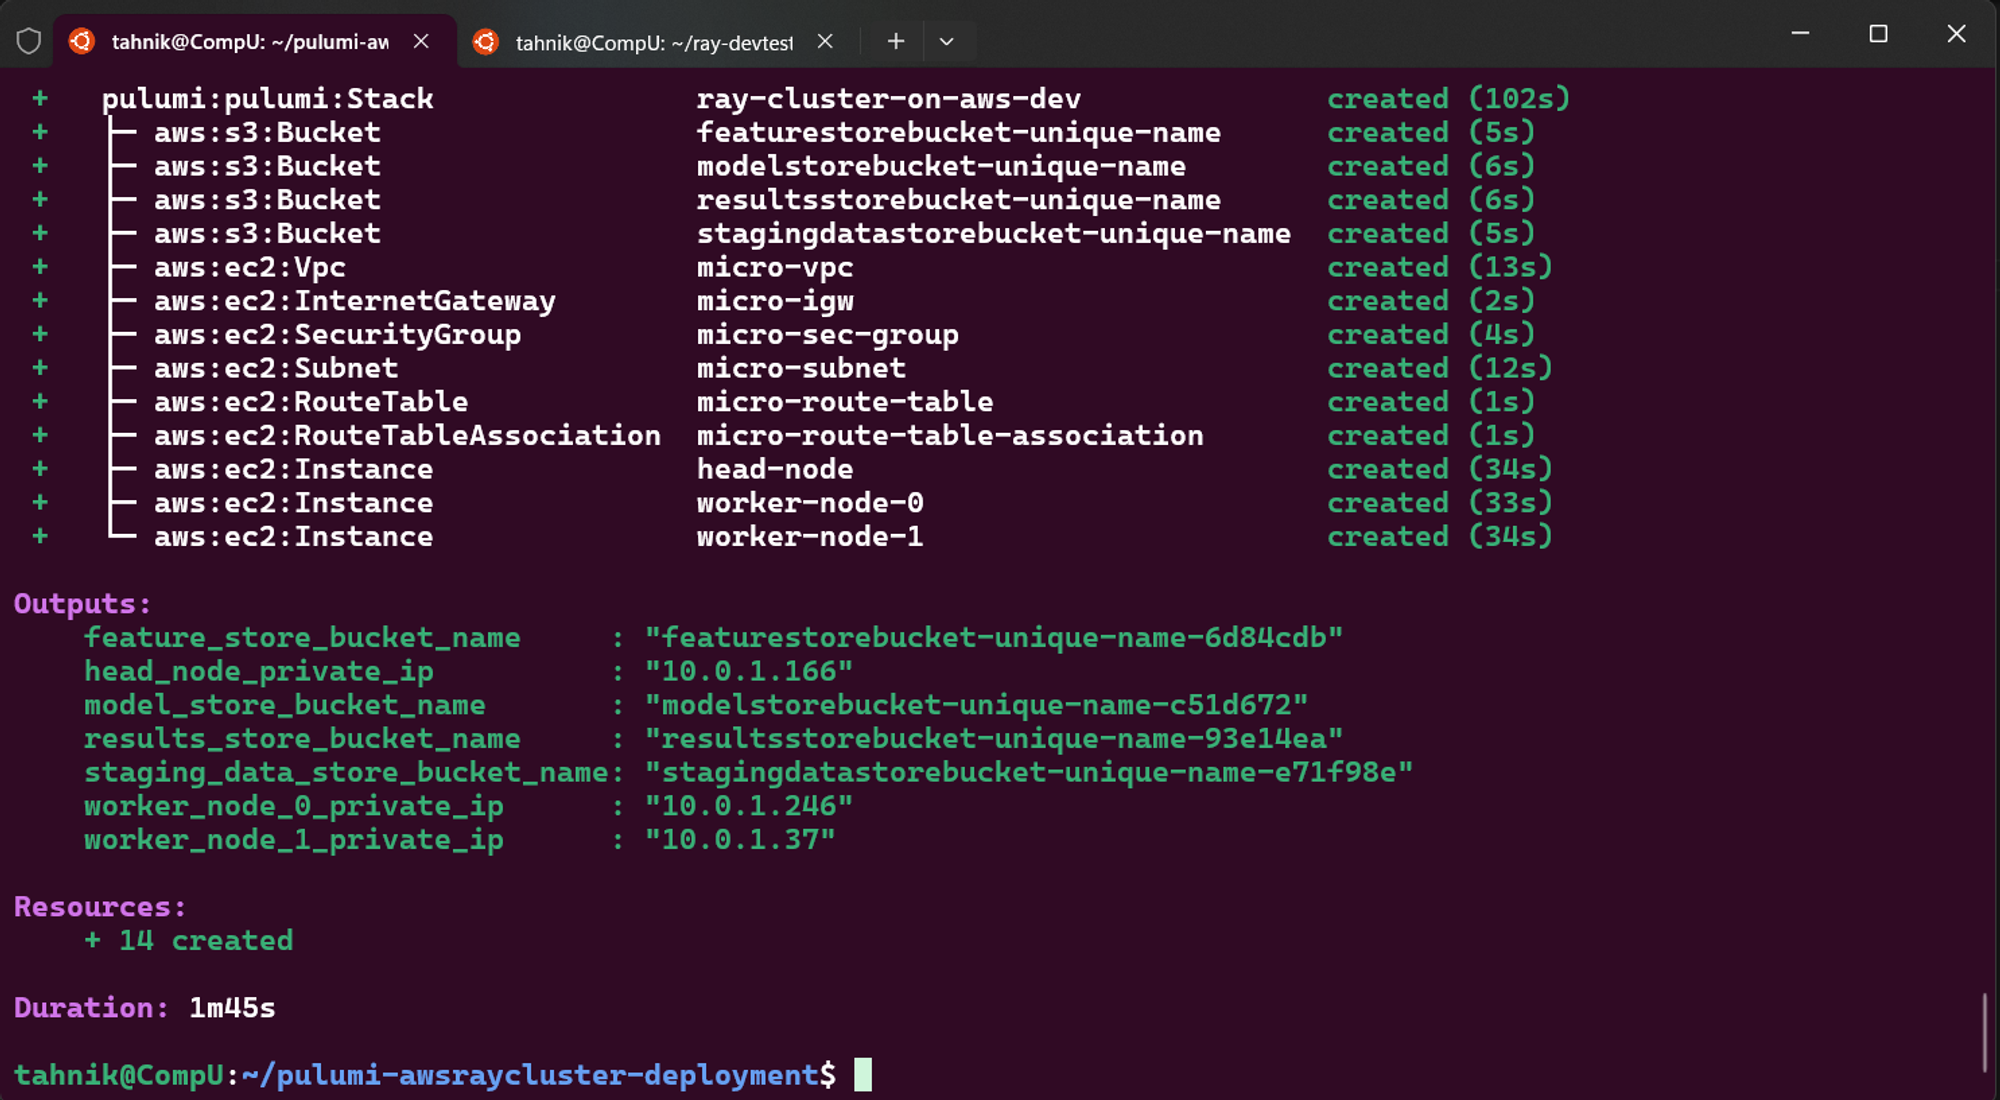 tahnik@CompU: ~/pulumi-aw
tahnik@CompU: ~/ray-devtest
+ pulumi:pulumi:Stack ray-cluster-on-aws-dev created (102s)
+ ├─ aws:s3:Bucket featurestorebucket-unique-name created (5s)
+ ├─ aws:s3:Bucket modelstorebucket-unique-name created (6s)
+ ├─ aws:s3:Bucket resultsstorebucket-unique-name created (6s)
+ ├─ aws:s3:Bucket stagingdatastorebucket-unique-name created (5s)
+ ├─ aws:ec2:Vpc micro-vpc created (13s)
+ ├─ aws:ec2:InternetGateway micro-igw created (2s)
+ ├─ aws:ec2:SecurityGroup micro-sec-group created (4s)
+ ├─ aws:ec2:Subnet micro-subnet created (12s)
+ ├─ aws:ec2:RouteTable micro-route-table created (1s)
+ ├─ aws:ec2:RouteTableAssociation micro-route-table-association created (1s)
+ ├─ aws:ec2:Instance head-node created (34s)
+ ├─ aws:ec2:Instance worker-node-0 created (33s)
+ └─ aws:ec2:Instance worker-node-1 created (34s)
Outputs:
feature_store_bucket_name : "featurestorebucket-unique-name-6d84cdb"
head_node_private_ip : "10.0.1.166"
model_store_bucket_name : "modelstorebucket-unique-name-c51d672"
results_store_bucket_name : "resultsstorebucket-unique-name-93e14ea"
staging_data_store_bucket_name: "stagingdatastorebucket-unique-name-e71f98e"
worker_node_0_private_ip : "10.0.1.246"
worker_node_1_private_ip : "10.0.1.37"
Resources:
+ 14 created
Duration: 1m45s
tahnik@CompU:~/pulumi-awsraycluster-deployment$